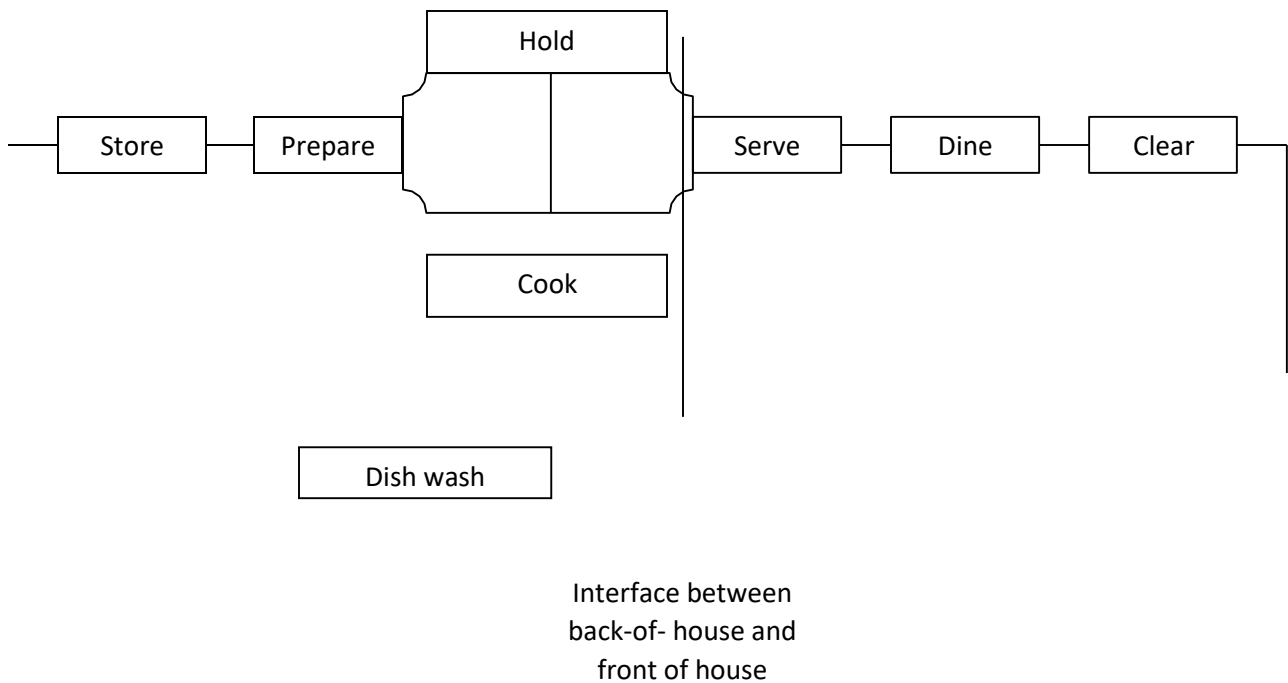 Hold
Store
Prepare
Serve
Dine
Clear
Cook
Dish wash
Interface between
back-of- house and
front of house